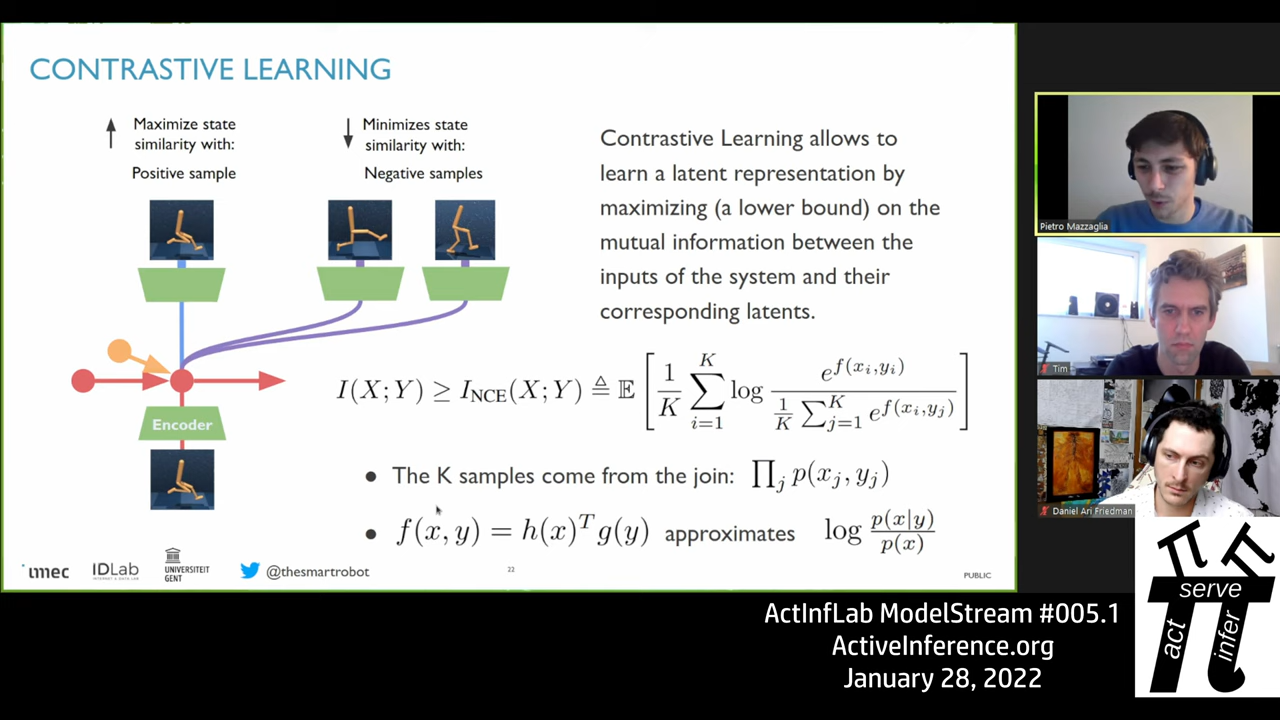 CONTRASTIVE LEARNING
Maximize state
similarity with:
Positive sample
Minimizes state
similarity with:
Negative samples
Encoder
Contrastive Learning allows to
learn a latent representation by
maximizing (a lower bound) on the
mutual information between the
inputs of the system and their
corresponding latents.
I(X;Y) ≥ I_NCE(X;Y) ≜ 𝔼 [ 1/K ∑_{i=1}^{K} log e^{f(x_i,y_i)} / ( 1/K ∑_{j=1}^{K} e^{f(x_i,y_j)} ) ]
● The K samples come from the join: ∏_j p(x_j, y_j)
● f(x, y) = h(x)^T g(y) approximates log p(x|y)/p(x)
imec
IDLab
INTERNET & DATA LAB
UNIVERSITEIT
GENT
@thesmartrobot
22
PUBLIC
Pietro Mazzaglia
Tim
Daniel Ari Friedman
ActInfLab ModelStream #005.1
ActiveInference.org
January 28, 2022
serve
act
infer